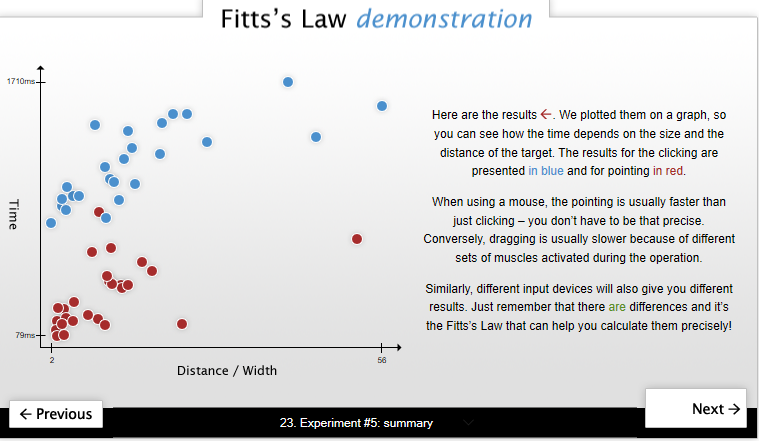 Fitts's Law demonstration
1710ms
Time
79ms
2
56
Distance / Width
Here are the results ←. We plotted them on a graph, so
you can see how the time depends on the size and the
distance of the target. The results for the clicking are
presented in blue and for pointing in red.
When using a mouse, the pointing is usually faster than
just clicking – you don't have to be that precise.
Conversely, dragging is usually slower because of different
sets of muscles activated during the operation.
Similarly, different input devices will also give you different
results. Just remember that there are differences and it's
the Fitts's Law that can help you calculate them precisely!
← Previous
23. Experiment #5: summary
Next →